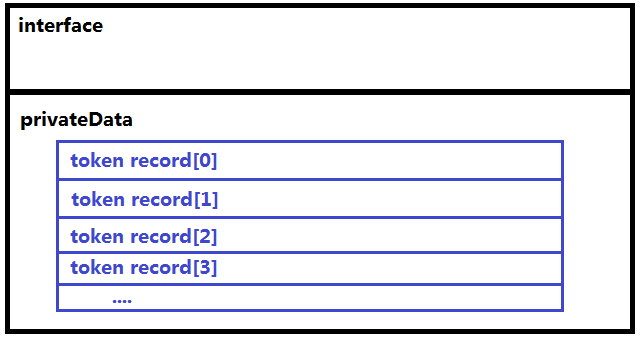 interface
privateData
token record[0]
token record[1]
token record[2]
token record[3]
....